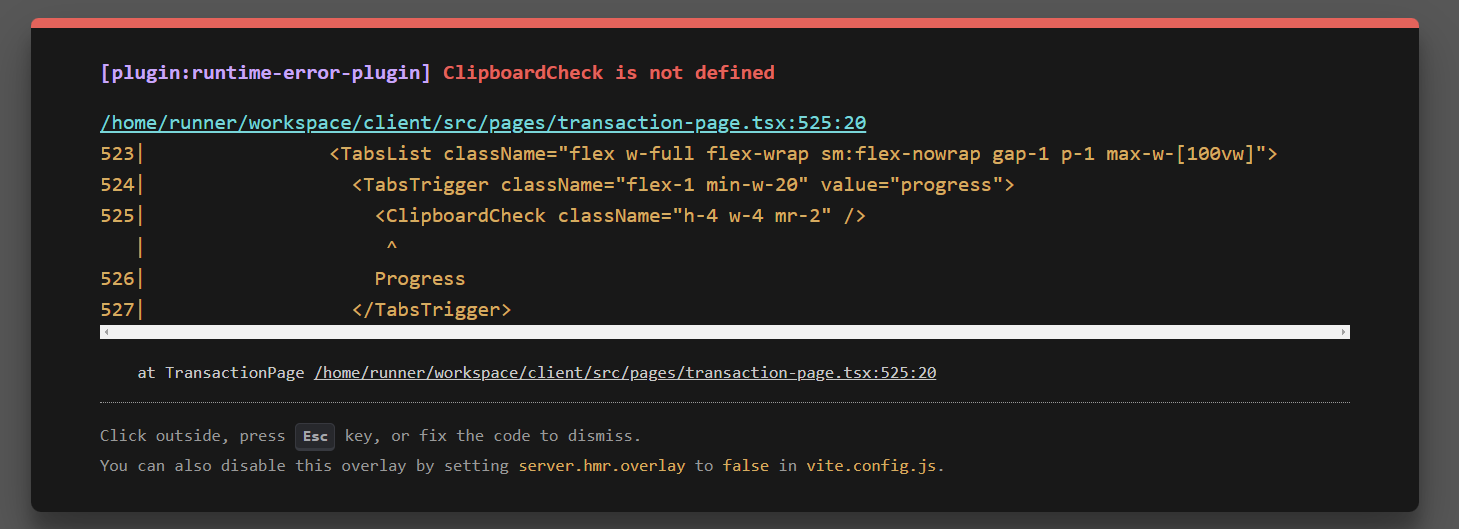 [plugin:runtime-error-plugin] ClipboardCheck is not defined
/home/runner/workspace/client/src/pages/transaction-page.tsx:525:20
523|                <TabsList className="flex w-full flex-wrap sm:flex-nowrap gap-1 p-1 max-w-[100vw]">
524|                  <TabsTrigger className="flex-1 min-w-20" value="progress">
525|                    <ClipboardCheck className="h-4 w-4 mr-2" />
   |                     ^
526|                    Progress
527|                  </TabsTrigger>
at TransactionPage /home/runner/workspace/client/src/pages/transaction-page.tsx:525:20
Click outside, press Esc key, or fix the code to dismiss.
You can also disable this overlay by setting server.hmr.overlay to false in vite.config.js.